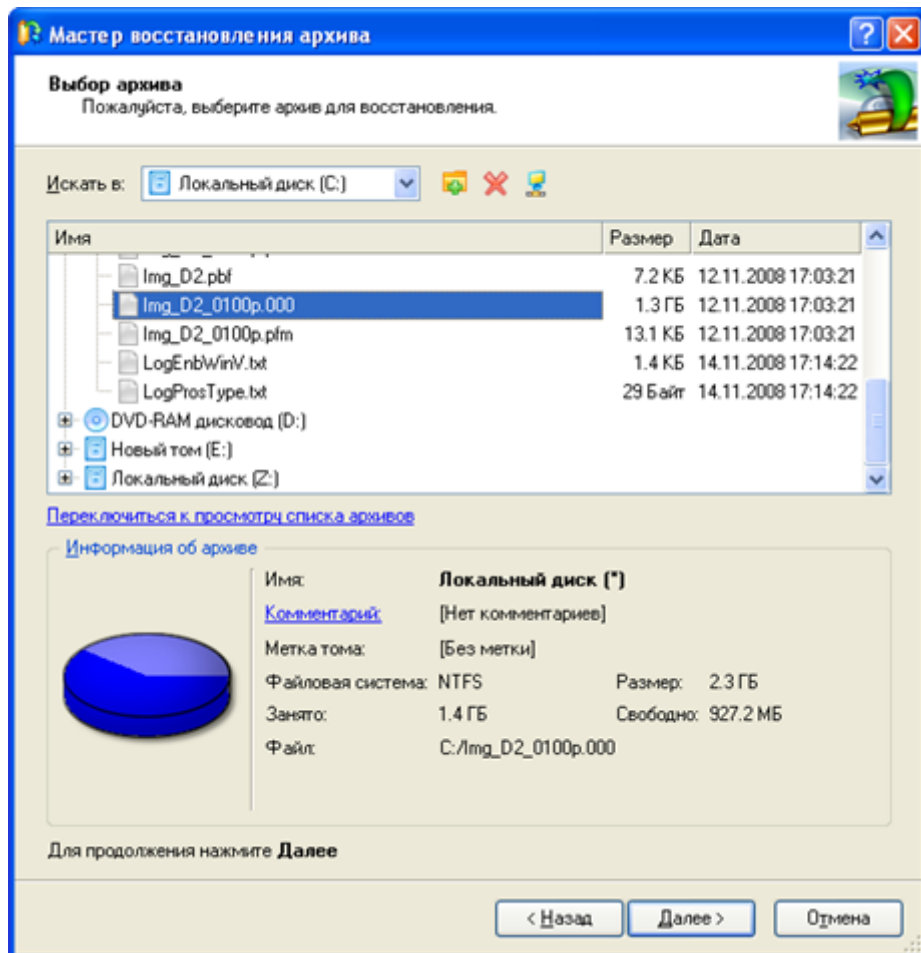 Мастер восстановления архива
Выбор архива
Пожалуйста, выберите архив для восстановления.
Искать в: Локальный диск (C:)
Имя Размер Дата
Img_D2.pbf 7.2 КБ 12.11.2008 17:03:21
Img_D2_0100p.000 1.3 ГБ 12.11.2008 17:03:21
Img_D2_0100p.pfm 13.1 КБ 12.11.2008 17:03:21
LogEnbWinV.txt 1.4 КБ 14.11.2008 17:14:22
LogProsType.txt 29 Байт 14.11.2008 17:14:22
DVD-RAM дисковод (D:)
Новый том (E:)
Локальный диск (Z:)
Переключиться к просмотру списка архивов
Информация об архиве
Имя: Локальный диск (*)
Комментарий: [Нет комментариев]
Метка тома: [Без метки]
Файловая система: NTFS Размер: 2.3 ГБ
Занято: 1.4 ГБ Свободно: 927.2 МБ
Файл: C:/Img_D2_0100p.000
Для продолжения нажмите Далее
< Назад Далее > Отмена